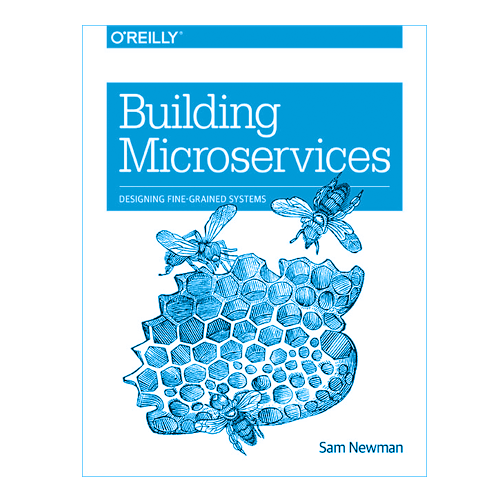 O'REILLY®
Building
Microservices
DESIGNING FINE-GRAINED SYSTEMS
Sam Newman